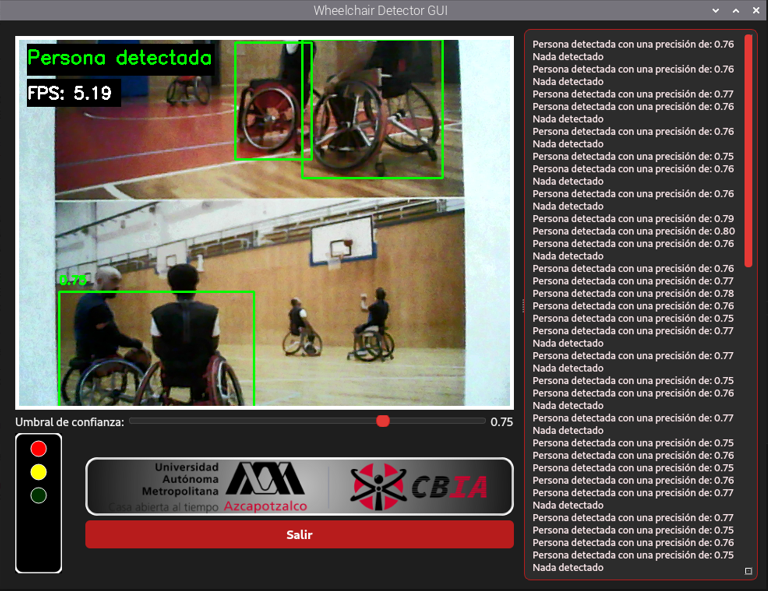 Wheelchair Detector GUI
Persona detectada
FPS: 5.19
0.79
Umbral de confianza:
0.75
Universidad
Autónoma
Metropolitana
Casa abierta al tiempo
Azcapotzalco
CBIA
Salir
Persona detectada con una precisión de: 0.76
Nada detectado
Persona detectada con una precisión de: 0.76
Nada detectado
Persona detectada con una precisión de: 0.77
Persona detectada con una precisión de: 0.76
Nada detectado
Persona detectada con una precisión de: 0.76
Nada detectado
Persona detectada con una precisión de: 0.75
Persona detectada con una precisión de: 0.76
Nada detectado
Persona detectada con una precisión de: 0.76
Nada detectado
Persona detectada con una precisión de: 0.79
Persona detectada con una precisión de: 0.80
Persona detectada con una precisión de: 0.76
Nada detectado
Persona detectada con una precisión de: 0.76
Persona detectada con una precisión de: 0.77
Persona detectada con una precisión de: 0.78
Persona detectada con una precisión de: 0.76
Persona detectada con una precisión de: 0.75
Persona detectada con una precisión de: 0.77
Nada detectado
Persona detectada con una precisión de: 0.77
Nada detectado
Persona detectada con una precisión de: 0.75
Persona detectada con una precisión de: 0.76
Nada detectado
Persona detectada con una precisión de: 0.77
Nada detectado
Persona detectada con una precisión de: 0.75
Persona detectada con una precisión de: 0.76
Persona detectada con una precisión de: 0.75
Persona detectada con una precisión de: 0.76
Persona detectada con una precisión de: 0.77
Nada detectado
Persona detectada con una precisión de: 0.77
Persona detectada con una precisión de: 0.75
Persona detectada con una precisión de: 0.76
Persona detectada con una precisión de: 0.75
Nada detectado